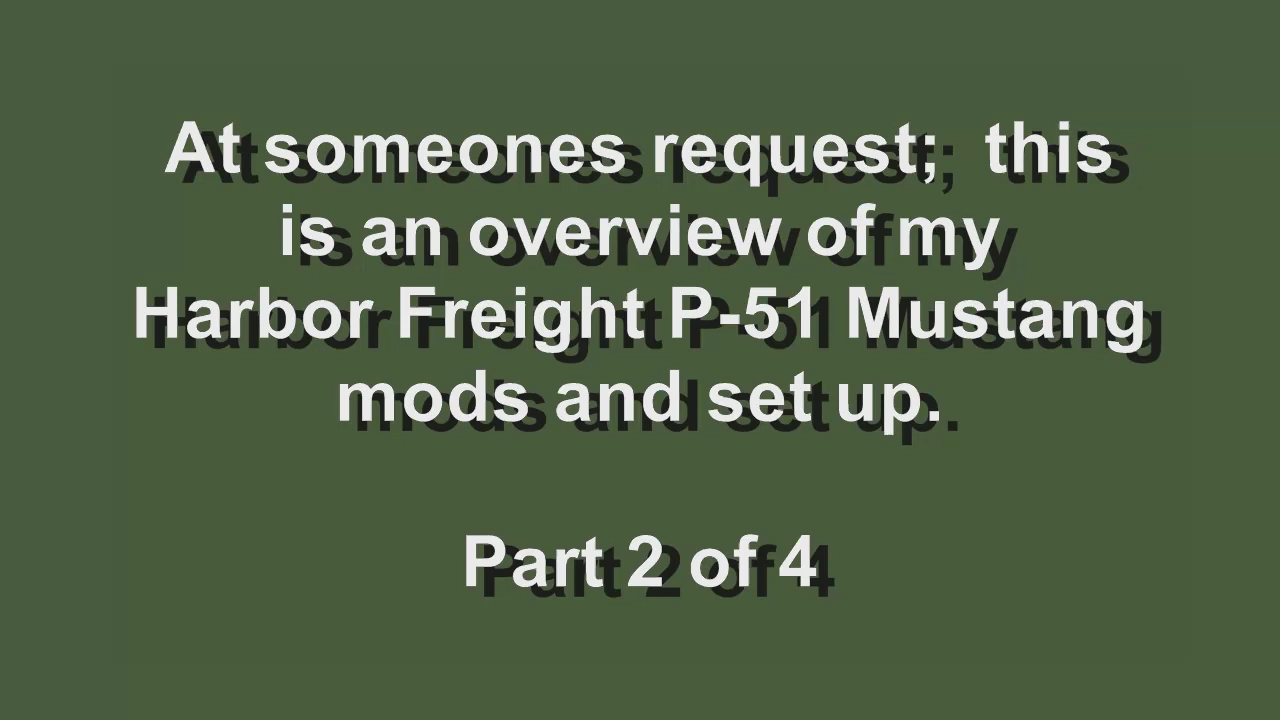 At someones request;  this
is an overview of my
Harbor Freight P-51 Mustang
mods and set up.
Part 2 of 4